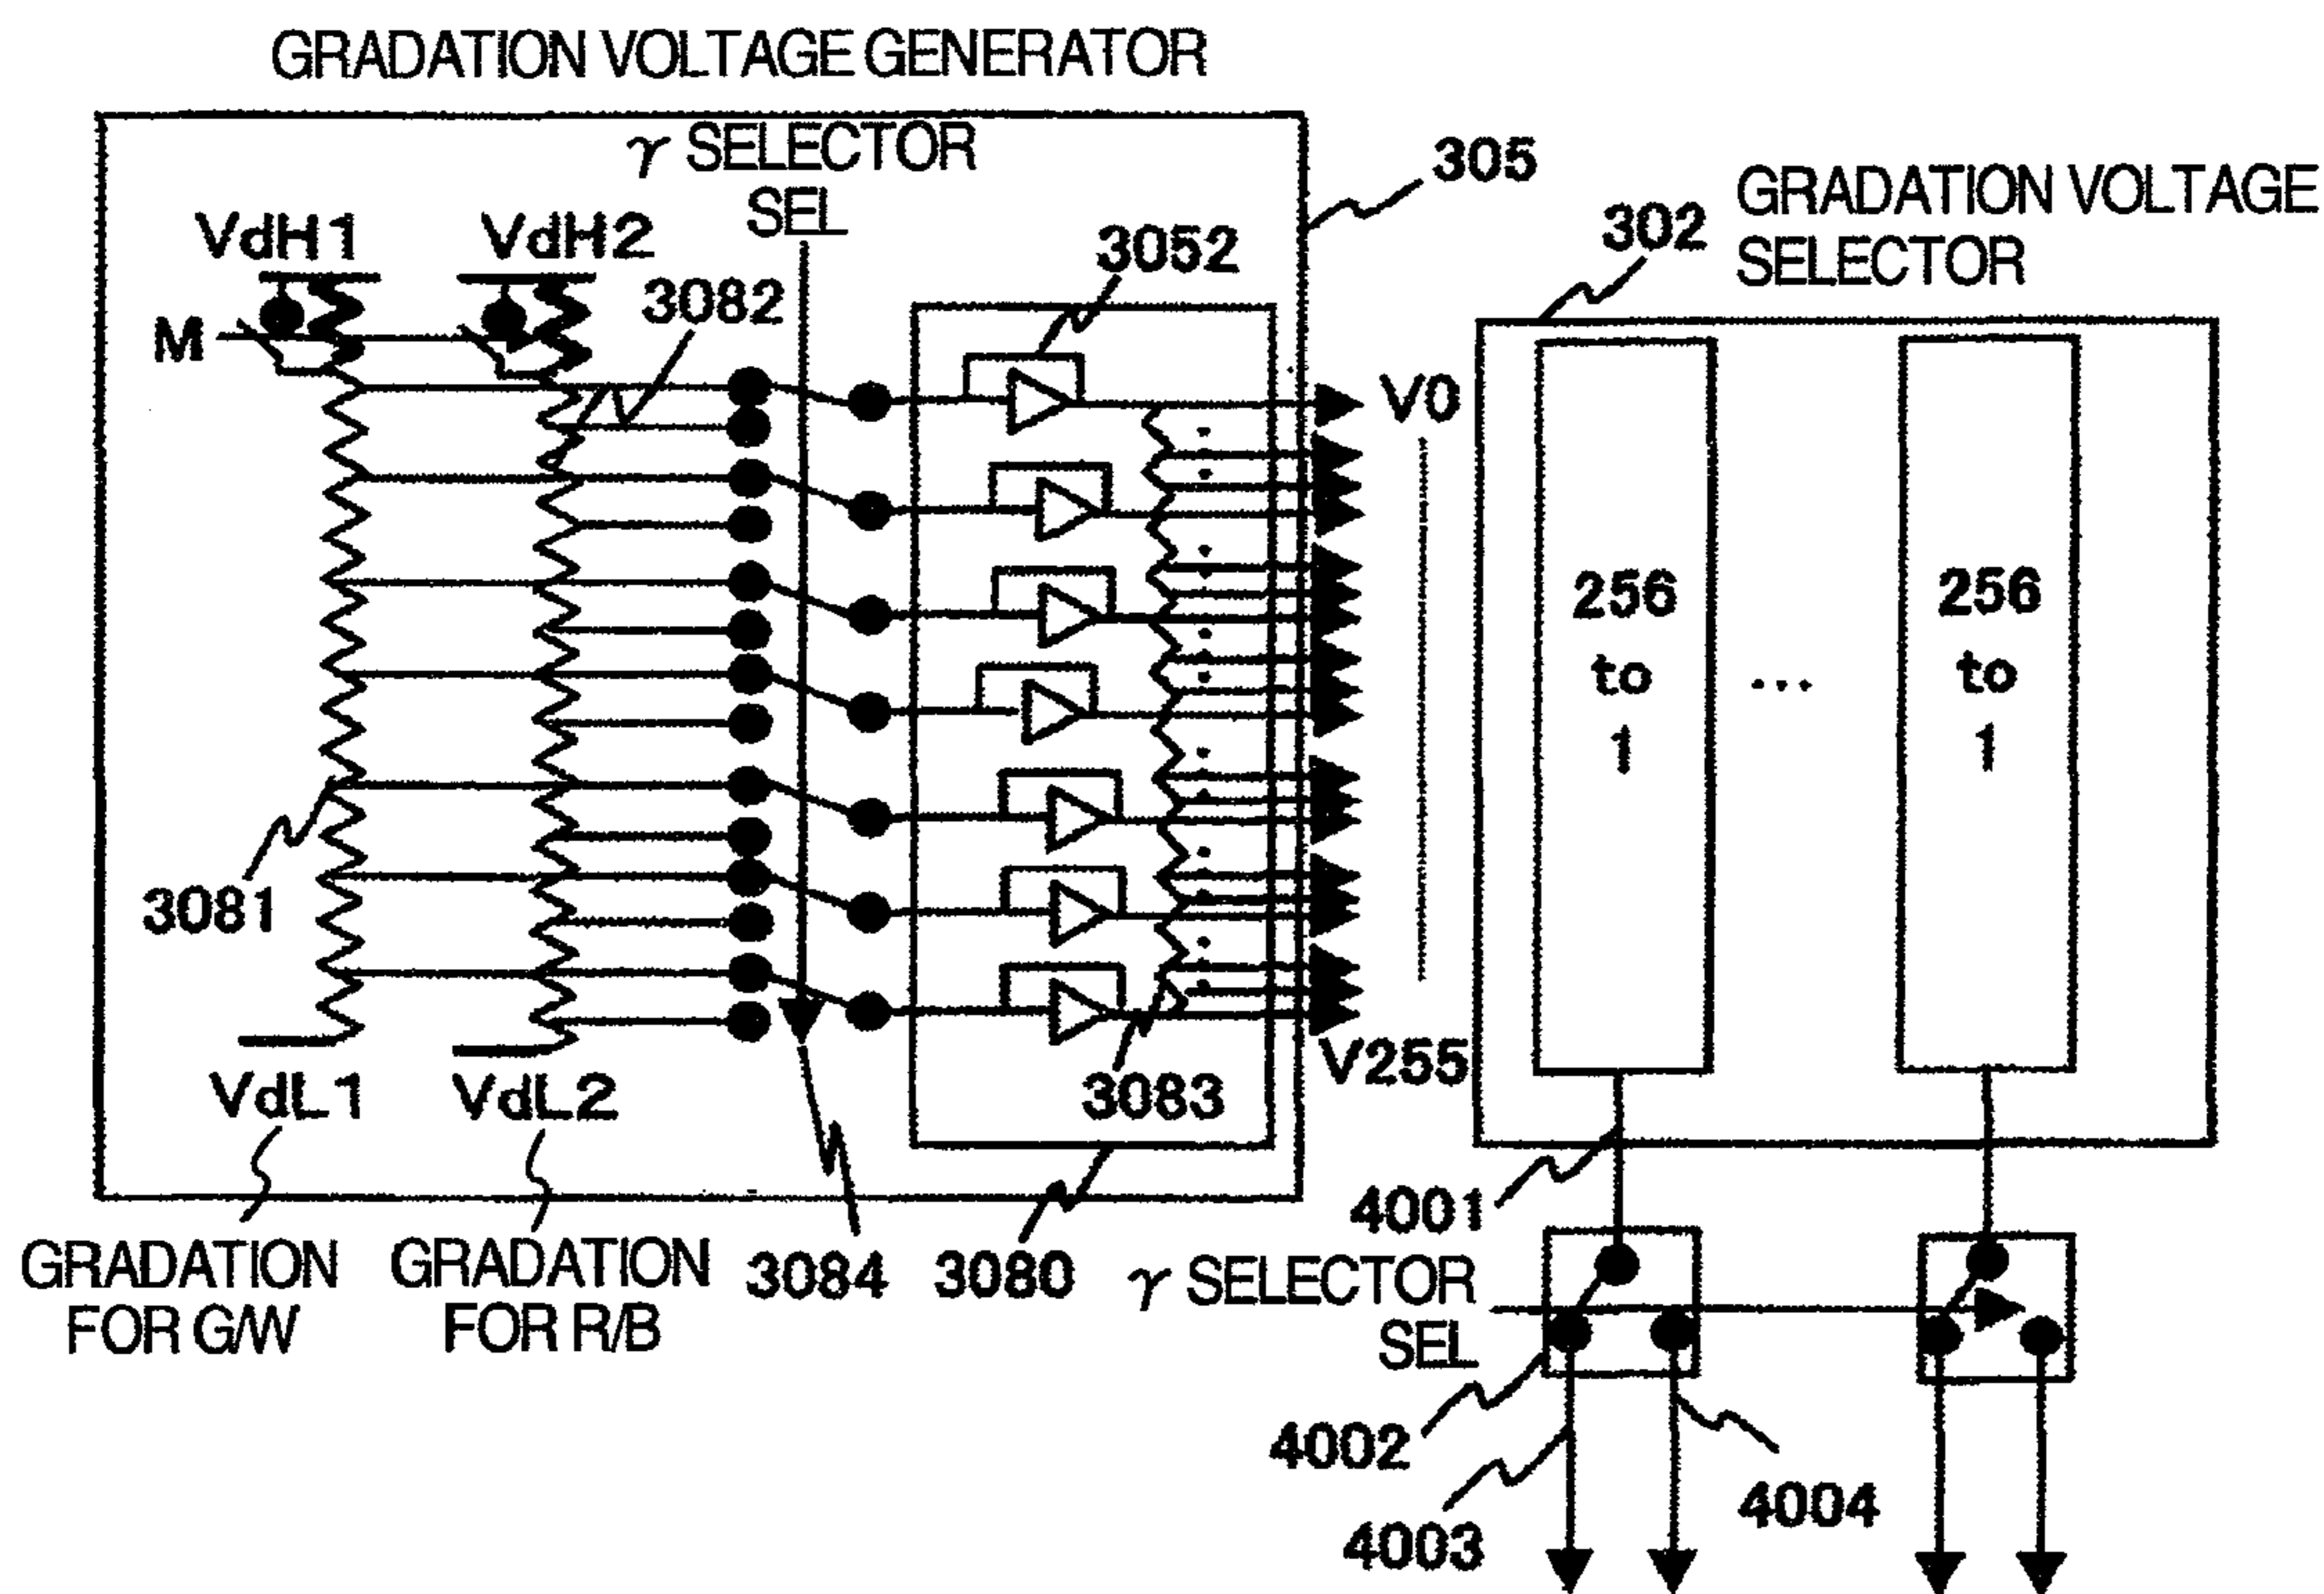 GRADATION VOLTAGE GENERATOR
γ SELECTOR
SEL
305
GRADATION VOLTAGE
SELECTOR
302
VdH1
VdH2
3082
3052
M
V0
256
to
1
...
256
to
1
3081
V255
VdL1
VdL2
3083
4001
GRADATION
FOR G/W
GRADATION
FOR R/B
3084
3080
γ SELECTOR
SEL
4002
4003
4004